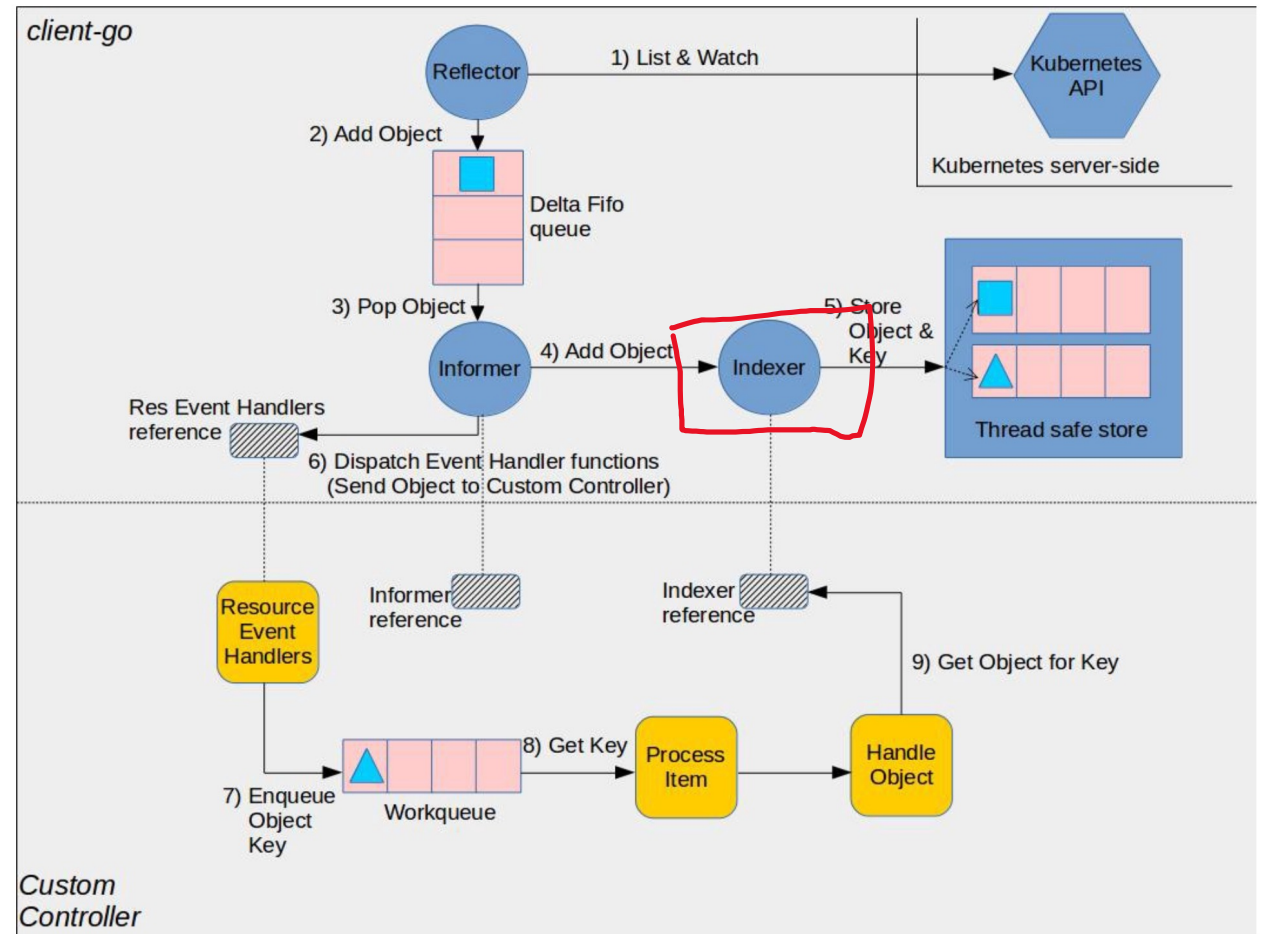 client-go
Reflector
1) List & Watch
Kubernetes
API
Kubernetes server-side
2) Add Object
Delta Fifo
queue
3) Pop Object
Informer
4) Add Object
Indexer
5) Store
Object &
Key
Thread safe store
Res Event Handlers
reference
6) Dispatch Event Handler functions
(Send Object to Custom Controller)
Resource
Event
Handlers
Informer
reference
Indexer
reference
9) Get Object for Key
7) Enqueue
Object
Key
Workqueue
8) Get Key
Process
Item
Handle
Object
Custom
Controller